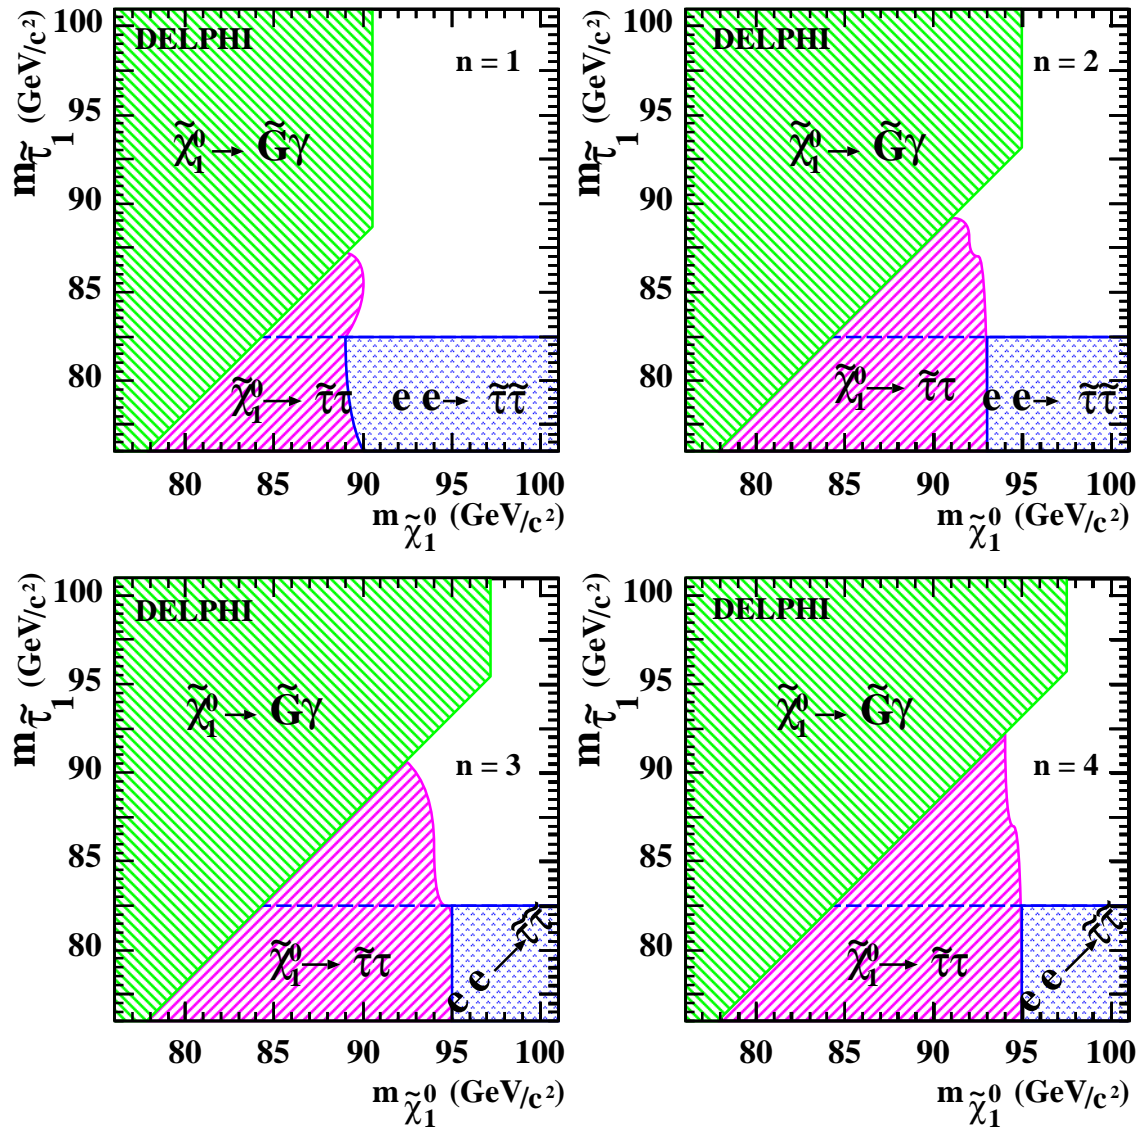 DELPHI
n = 1
χ̃⁰₁ → G̃γ
χ̃⁰₁ → τ̃τ
e e → τ̃τ̃
m τ̃₁ (GeV/c²)
100
95
90
85
80
80 85 90 95 100
m χ̃⁰₁ (GeV/c²)
DELPHI
n = 2
χ̃⁰₁ → G̃γ
χ̃⁰₁ → τ̃τ
e e → τ̃τ̃
m τ̃₁ (GeV/c²)
100
95
90
85
80
80 85 90 95 100
m χ̃⁰₁ (GeV/c²)
DELPHI
χ̃⁰₁ → G̃γ
n = 3
χ̃⁰₁ → τ̃τ
e e → τ̃τ̃
m τ̃₁ (GeV/c²)
100
95
90
85
80
80 85 90 95 100
m χ̃⁰₁ (GeV/c²)
DELPHI
χ̃⁰₁ → G̃γ
n = 4
χ̃⁰₁ → τ̃τ
e e → τ̃τ̃
m τ̃₁ (GeV/c²)
100
95
90
85
80
80 85 90 95 100
m χ̃⁰₁ (GeV/c²)